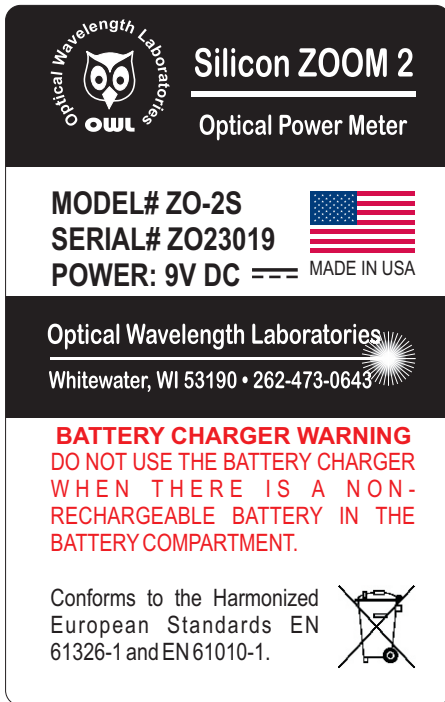 Optical Wavelength Laboratories
OWL
Silicon ZOOM 2
Optical Power Meter
MODEL# ZO-2S
SERIAL# ZO23019
POWER: 9V DC
MADE IN USA
Optical Wavelength Laboratories
Whitewater, WI 53190 • 262-473-0643
BATTERY CHARGER WARNING
DO NOT USE THE BATTERY CHARGER
WHEN THERE IS A NON-
RECHARGEABLE BATTERY IN THE
BATTERY COMPARTMENT.
Conforms to the Harmonized
European Standards EN
61326-1 and EN 61010-1.